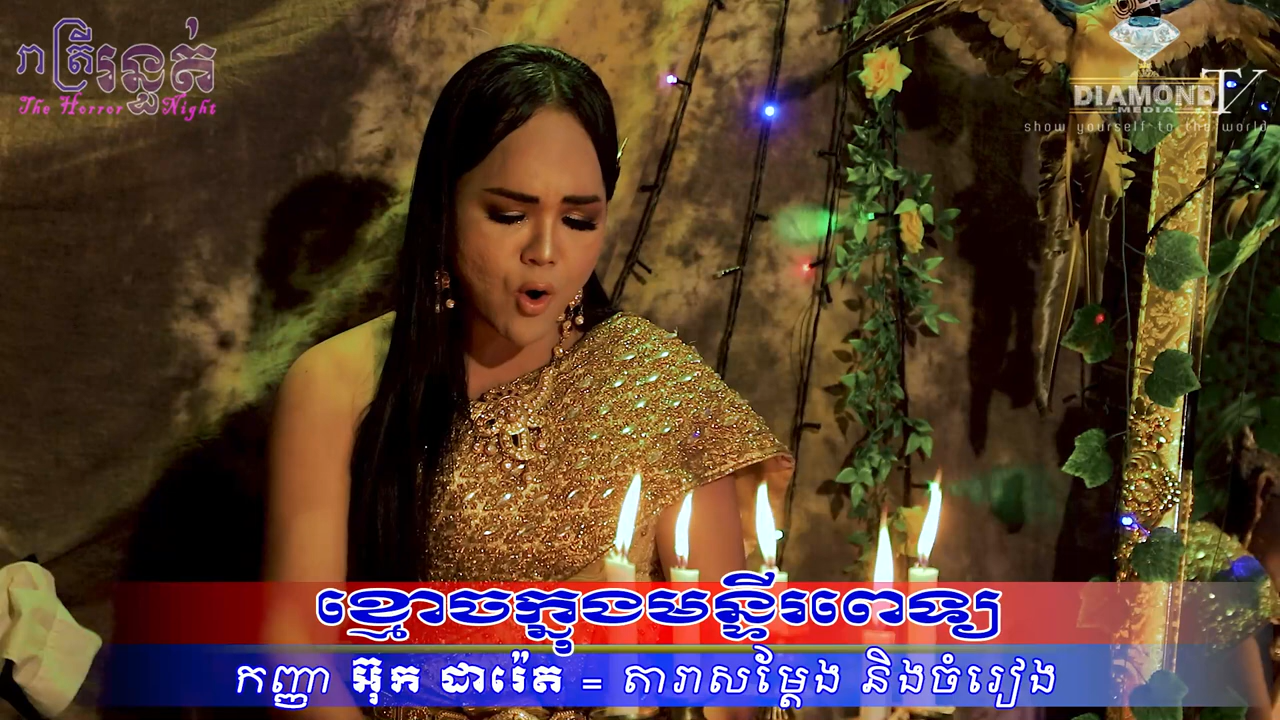 រាត្រីរន្ធត់
The Horror Night
DIAMOND TV
MEDIA
show yourself to the world
ខ្មោចក្នុងមន្ទីរពេទ្យ
កញ្ញា អ៊ុក ដារ៉េត = តារាសម្ដែង និងចំរៀង